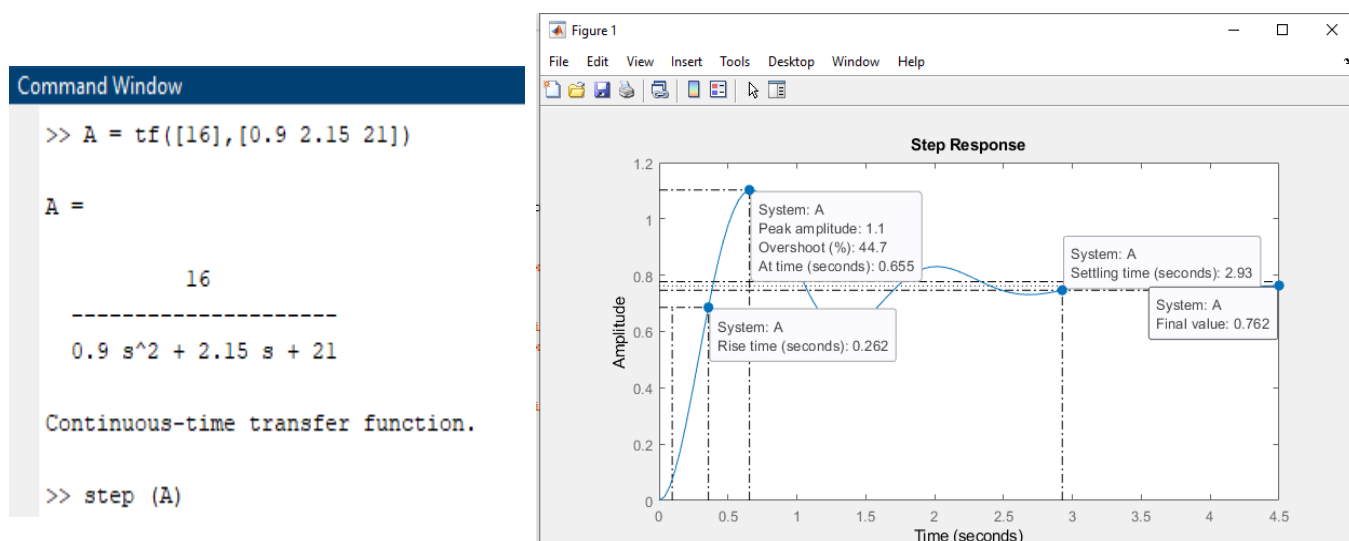 Command Window
>> A = tf([16],[0.9 2.15 21])
A =
16
---------------------
0.9 s^2 + 2.15 s + 21
Continuous-time transfer function.
>> step (A)
Figure 1
File Edit View Insert Tools Desktop Window Help
Step Response
Amplitude
1.2
1
0.8
0.6
0.4
0.2
0
System: A
Peak amplitude: 1.1
Overshoot (%): 44.7
At time (seconds): 0.655
System: A
Settling time (seconds): 2.93
System: A
Final value: 0.762
System: A
Rise time (seconds): 0.262
0 0.5 1 1.5 2 2.5 3 3.5 4 4.5
Time (seconds)